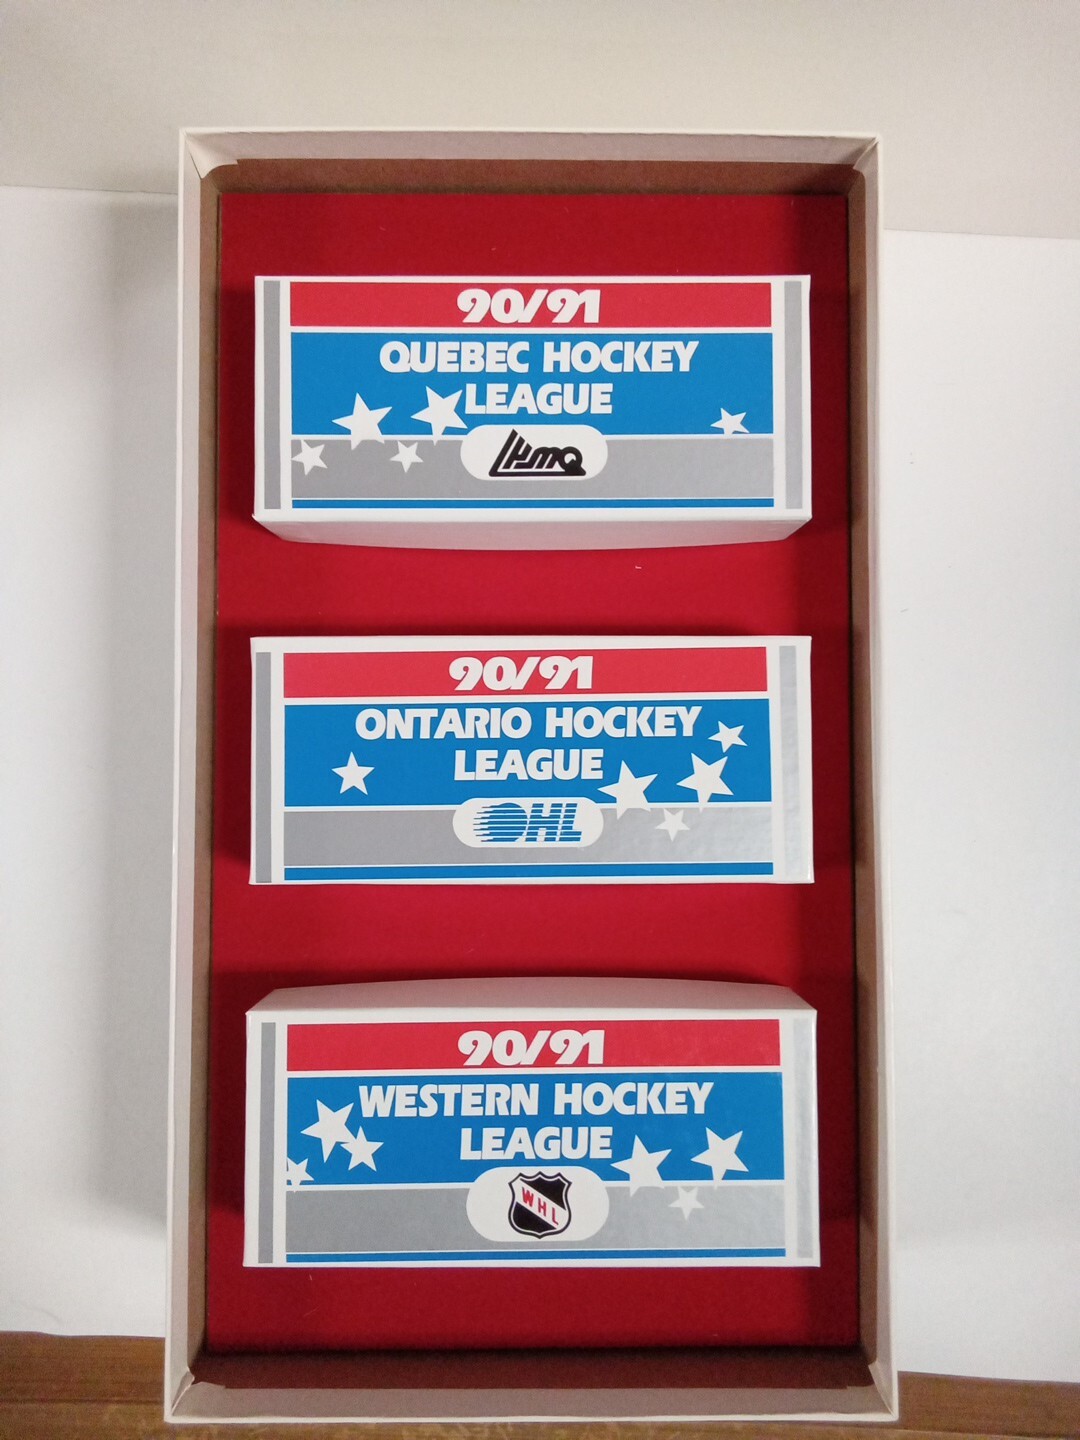 90/91
QUEBEC HOCKEY
LEAGUE
LHJMQ
90/91
ONTARIO HOCKEY
LEAGUE
OHL
90/91
WESTERN HOCKEY
LEAGUE
WHL